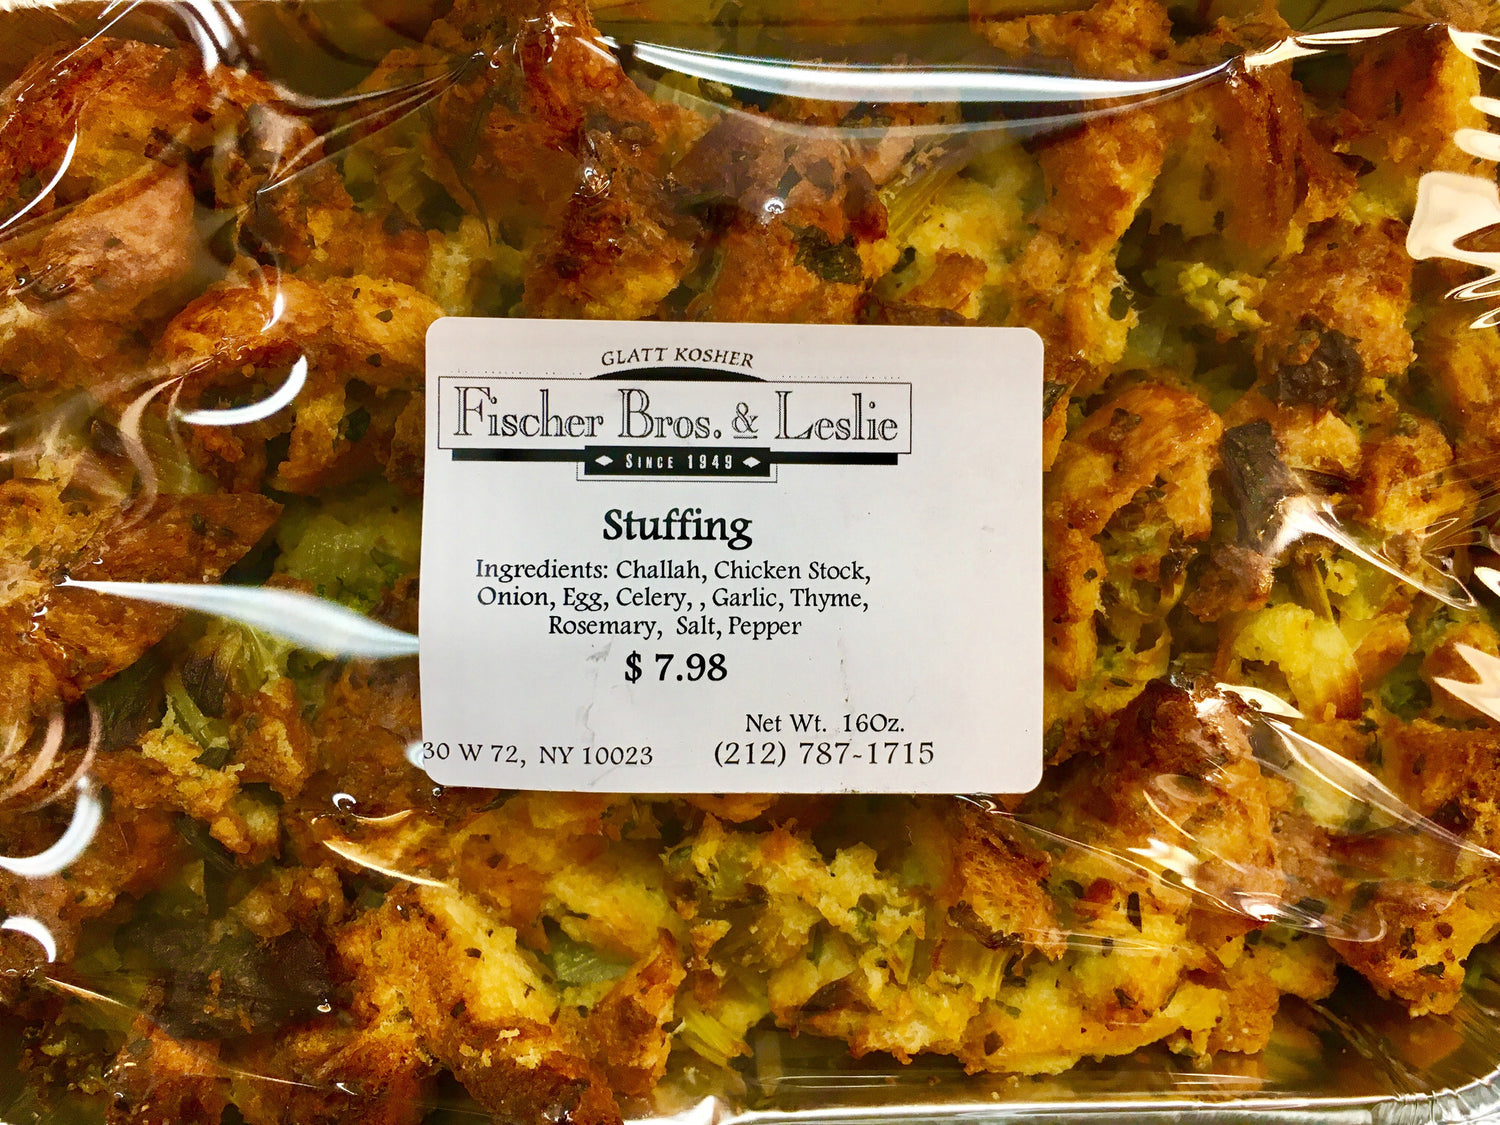 GLATT KOSHER
Fischer Bros. & Leslie
SINCE 1949
Stuffing
Ingredients: Challah, Chicken Stock,
Onion, Egg, Celery, , Garlic, Thyme,
Rosemary, Salt, Pepper
$ 7.98
Net Wt. 16Oz.
30 W 72, NY 10023 (212) 787-1715